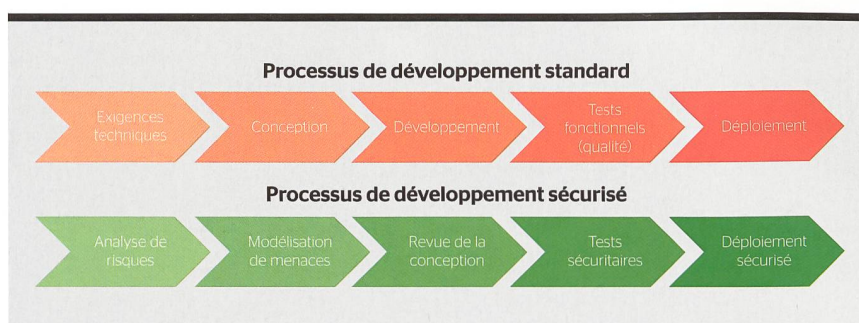 Processus de développement standard
Exigences
techniques
Conception
Développement
Tests
fonctionnels
(qualité)
Déploiement
Processus de développement sécurisé
Analyse de
risques
Modélisation
de menaces
Revue de la
conception
Tests
sécuritaires
Déploiement
sécurisé